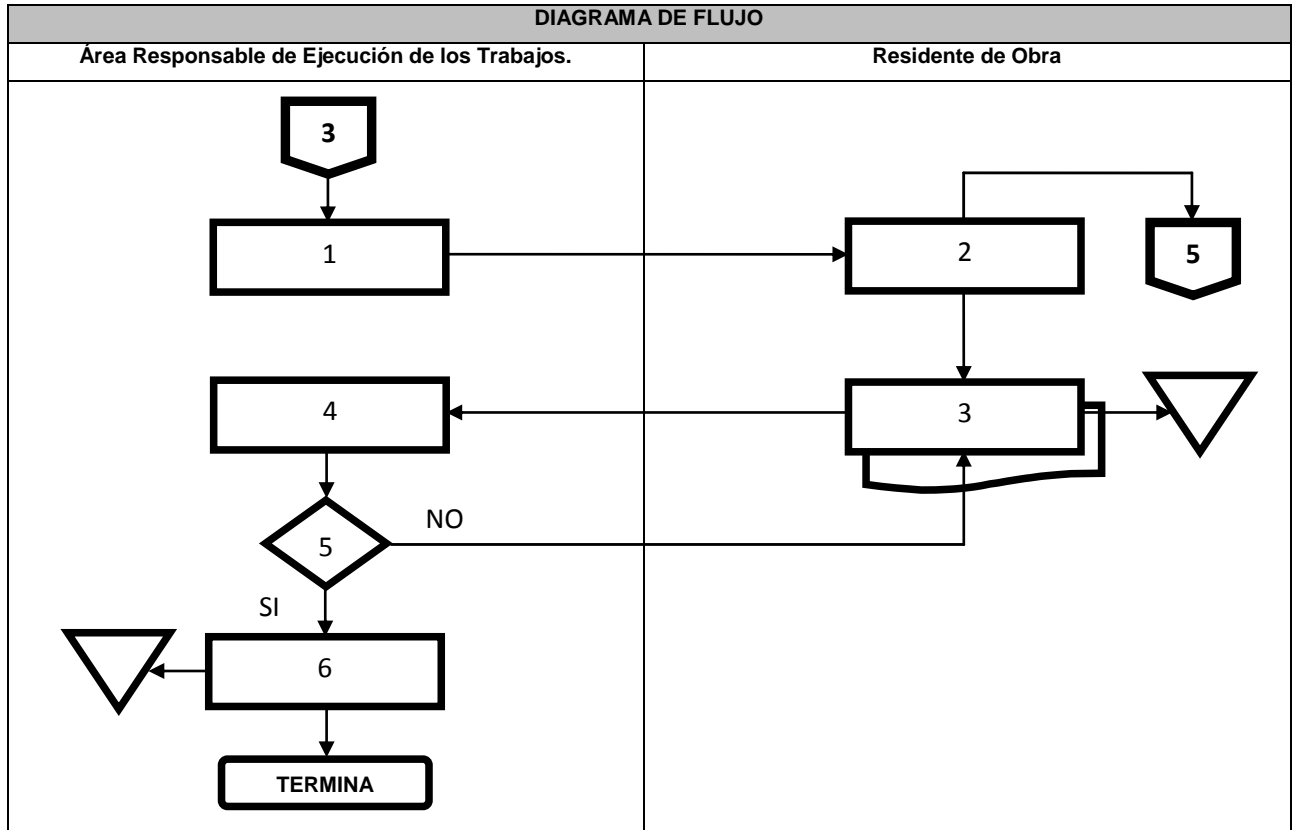 DIAGRAMA DE FLUJO
Área Responsable de Ejecución de los Trabajos.
Residente de Obra
3
1
2
5
4
3
NO
5
SI
6
TERMINA